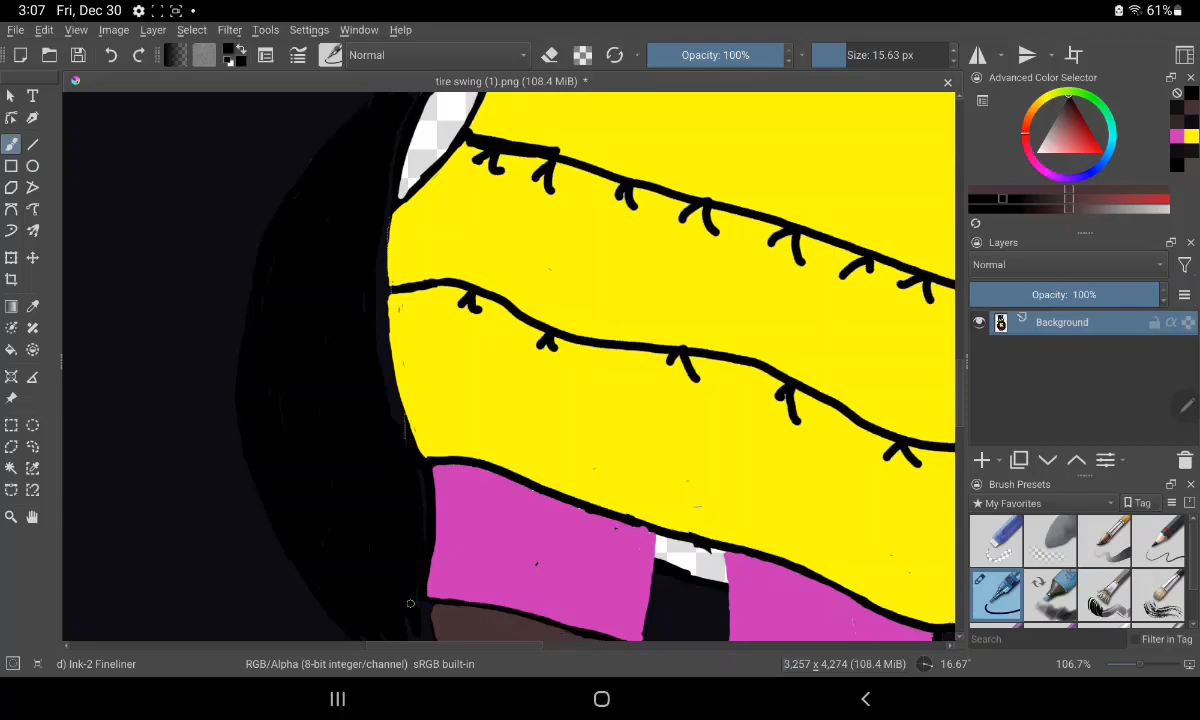 3:07 Fri, Dec 30
61%
File Edit View Image Layer Select Filter Tools Settings Window Help
Normal
Opacity: 100%
Size: 15.63 px
tire swing (1).png (108.4 MiB) *
Advanced Color Selector
Layers
Normal
Opacity: 100%
Background
Brush Presets
My Favorites
Tag
Search
Filter in Tag
d) Ink-2 Fineliner
RGB/Alpha (8-bit integer/channel) sRGB built-in
3,257 x 4,274 (108.4 MiB)
16.67°
106.7%